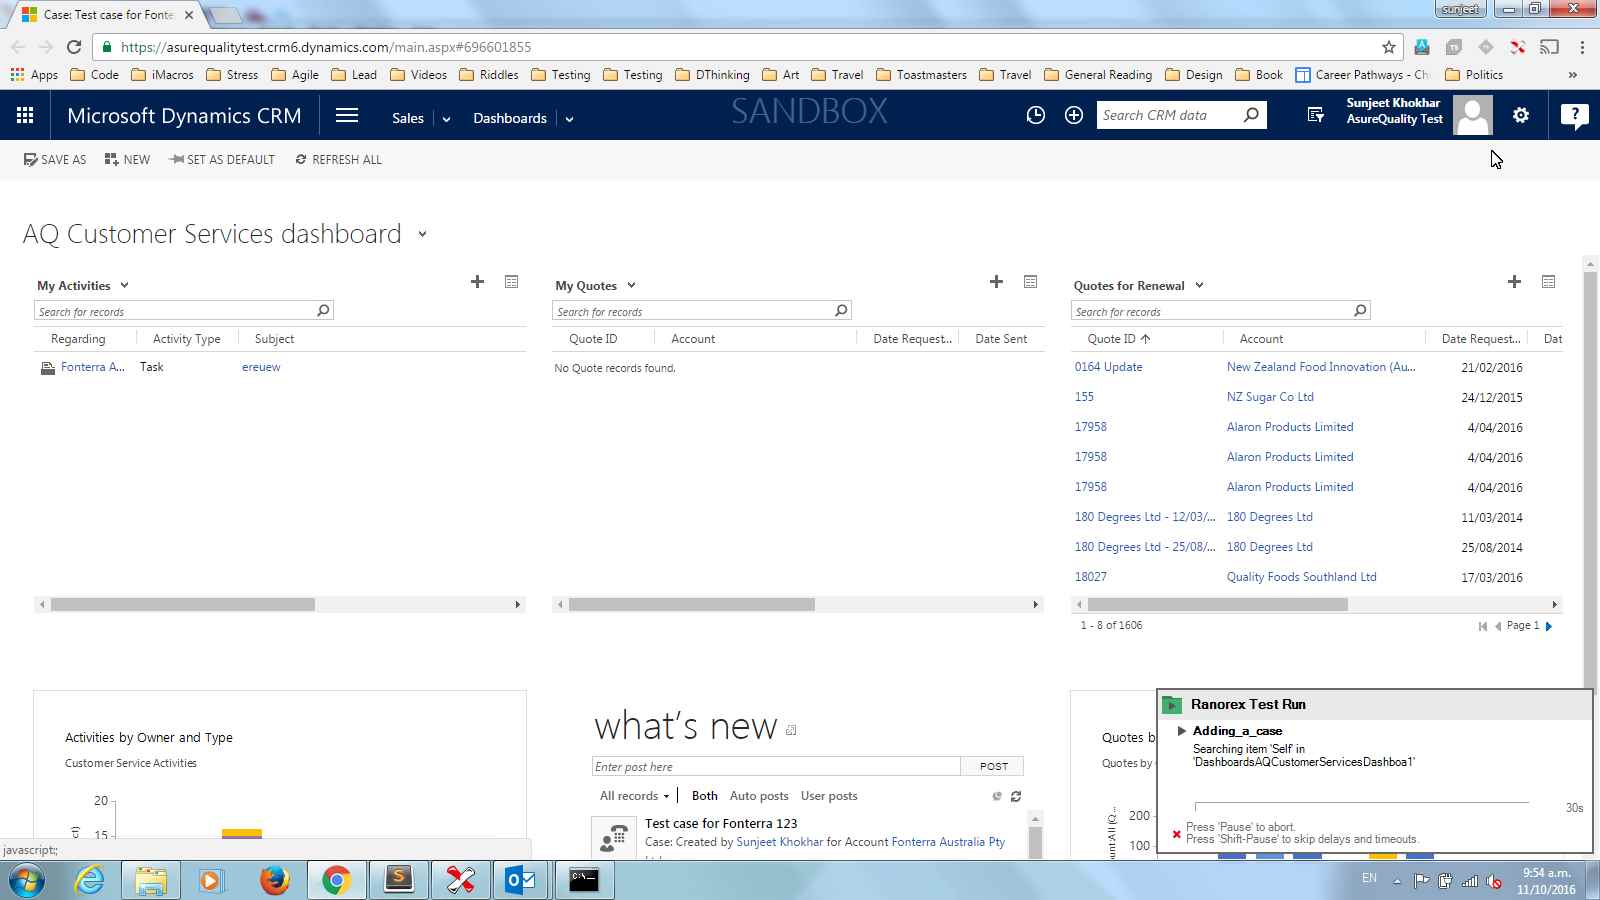 Case: Test case for Fonter
sunjeet
https://asurequalitytest.crm6.dynamics.com/main.aspx#696601855
Apps Code iMacros Stress Agile Lead Videos Riddles Testing Testing DThinking Art Travel Toastmasters Travel General Reading Design Book Career Pathways - Ch Politics »
Microsoft Dynamics CRM Sales Dashboards SANDBOX Search CRM data
Sunjeet Khokhar
AsureQuality Test
?
SAVE AS NEW SET AS DEFAULT REFRESH ALL
AQ Customer Services dashboard
My Activities
Search for records
Regarding Activity Type Subject
Fonterra A... Task ereuew
My Quotes
Search for records
Quote ID Account Date Request... Date Sent
No Quote records found.
Quotes for Renewal
Search for records
Quote ID Account Date Request... Dat
0164 Update New Zealand Food Innovation (Au... 21/02/2016
155 NZ Sugar Co Ltd 24/12/2015
17958 Alaron Products Limited 4/04/2016
17958 Alaron Products Limited 4/04/2016
17958 Alaron Products Limited 4/04/2016
180 Degrees Ltd - 12/03/... 180 Degrees Ltd 11/03/2014
180 Degrees Ltd - 25/08/... 180 Degrees Ltd 25/08/2014
18027 Quality Foods Southland Ltd 17/03/2016
1 - 8 of 1606 Page 1
Activities by Owner and Type
Customer Service Activities
20
15
ct)
what's new
Enter post here POST
All records Both Auto posts User posts
Test case for Fonterra 123
Case: Created by Sunjeet Khokhar for Account Fonterra Australia Pty
Quotes b
Quotes by
200
100
ount:All (Q...
Ranorex Test Run
Adding_a_case
Searching item 'Self' in
'DashboardsAQCustomerServicesDashboa1'
30s
Press 'Pause' to abort.
Press 'Shift-Pause' to skip delays and timeouts.
javascript:;
C:\.
EN
9:54 a.m.
11/10/2016